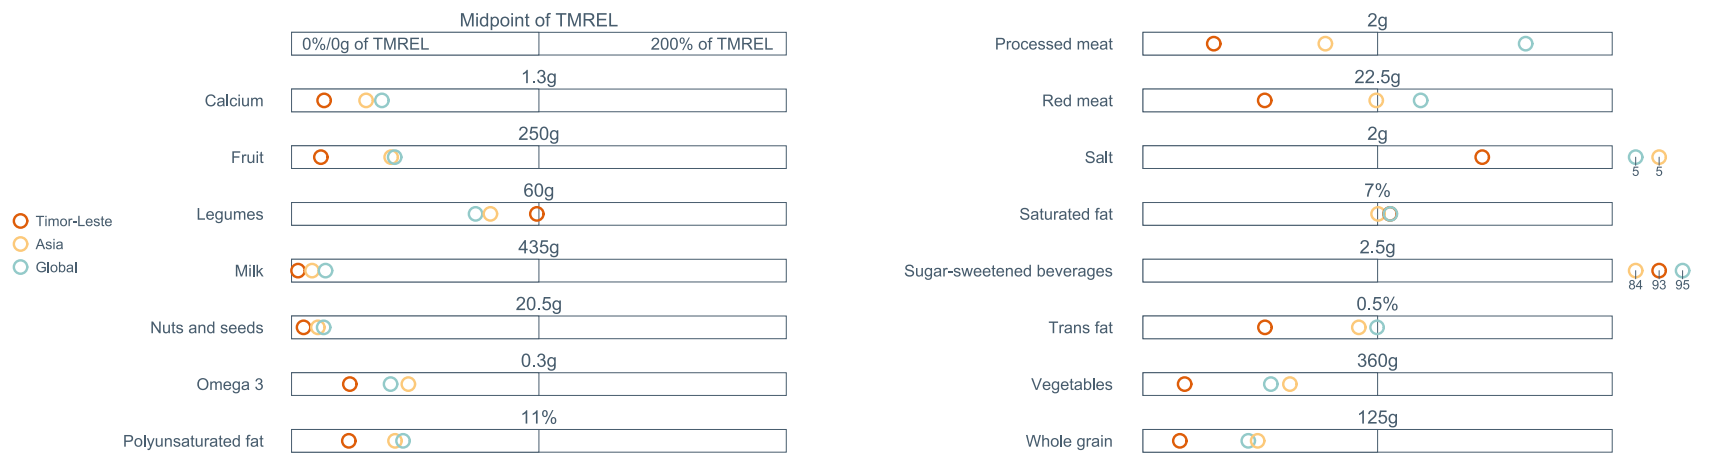 Midpoint of TMREL
0%/0g of TMREL
200% of TMREL
1.3g
Calcium
250g
Fruit
60g
Legumes
435g
Milk
20.5g
Nuts and seeds
0.3g
Omega 3
11%
Polyunsaturated fat
Timor-Leste
Asia
Global
2g
Processed meat
22.5g
Red meat
2g
Salt
5 5
7%
Saturated fat
2.5g
Sugar-sweetened beverages
84 93 95
0.5%
Trans fat
360g
Vegetables
125g
Whole grain